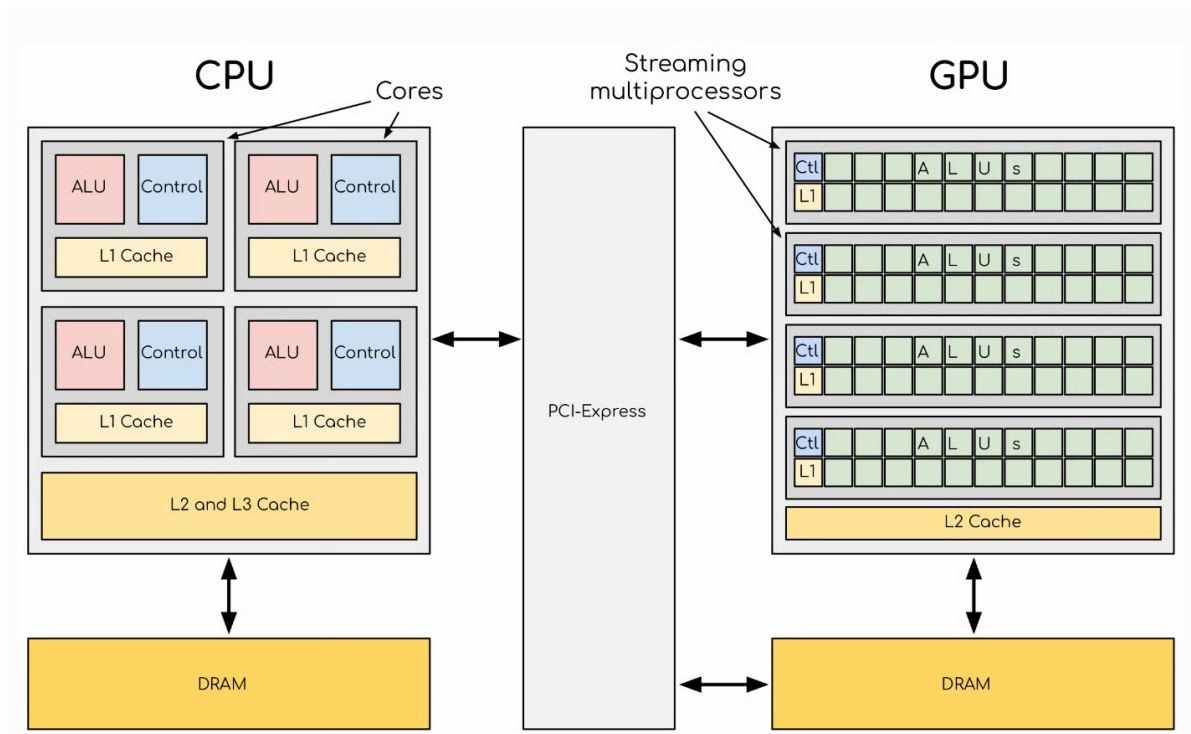 CPU
Cores
Streaming
multiprocessors
GPU
ALU
Control
L1 Cache
ALU
Control
L1 Cache
ALU
Control
L1 Cache
ALU
Control
L1 Cache
L2 and L3 Cache
DRAM
PCI-Express
Ctl A L U s
L1
Ctl A L U s
L1
Ctl A L U s
L1
Ctl A L U s
L1
L2 Cache
DRAM